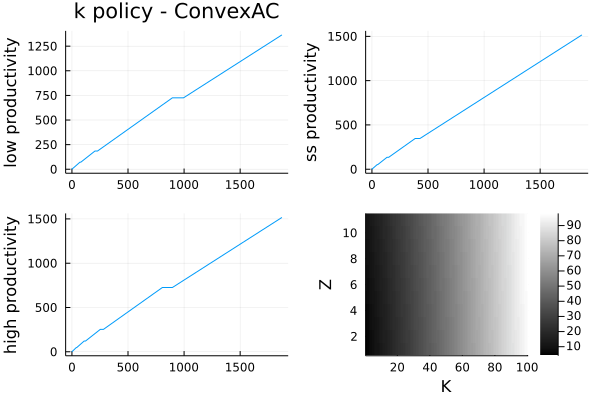 k policy - ConvexAC
low productivity
1250
1000
750
500
250
0
0 500 1000 1500
ss productivity
1500
1000
500
0
0 500 1000 1500
high productivity
1500
1000
500
0
0 500 1000 1500
Z
10
8
6
4
2
20 40 60 80 100
K
90
80
70
60
50
40
30
20
10